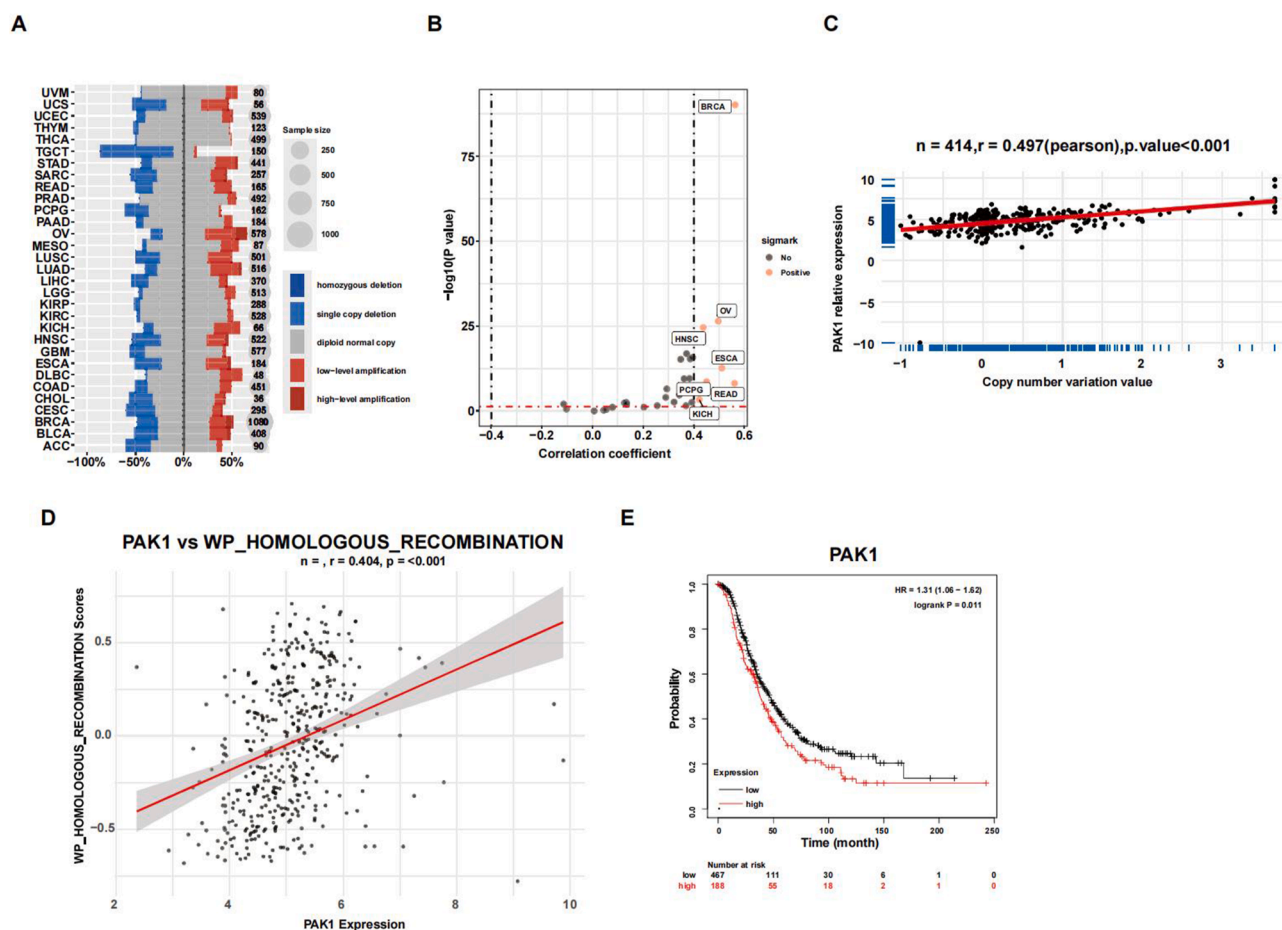 A
UVM 80
UCS 56
UCEC 539
THYM 123
THCA 499
TGCT 150
STAD 441
SARC 257
READ 165
PRAD 492
PCPG 162
PAAD 184
OV 578
MESO 87
LUSC 501
LUAD 516
LIHC 370
LGG 513
KIRP 288
KIRC 528
KICH 66
HNSC 522
GBM 577
ESCA 184
DLBC 48
COAD 451
CHOL 36
CESC 295
BRCA 1080
BLCA 408
ACC 90
−100% −50% 0% 50%
Sample size
250
500
750
1000
homozygous deletion
single copy deletion
diploid normal copy
low−level amplification
high−level amplification
B
−log10(P value)
75
50
25
0
BRCA
OV
HNSC
ESCA
PCPG
READ
KICH
−0.4 −0.2 0.0 0.2 0.4 0.6
Correlation coefficient
sigmark
No
Positive
C
n = 414,r = 0.497(pearson),p.value<0.001
PAK1 relative expression
10
5
0
−5
−10
−1 0 1 2 3
Copy number variation value
D
PAK1 vs WP_HOMOLOGOUS_RECOMBINATION
n = , r = 0.404, p = <0.001
WP_HOMOLOGOUS_RECOMBINATION Scores
0.5
0.0
−0.5
2 4 6 8 10
PAK1 Expression
E
PAK1
HR = 1.31 (1.06 − 1.62)
logrank P = 0.011
Probability
1.0
0.8
0.6
0.4
0.2
0.0
Expression
low
high
0 50 100 150 200 250
Time (month)
Number at risk
low 467 111 30 6 1 0
high 188 55 18 2 1 0